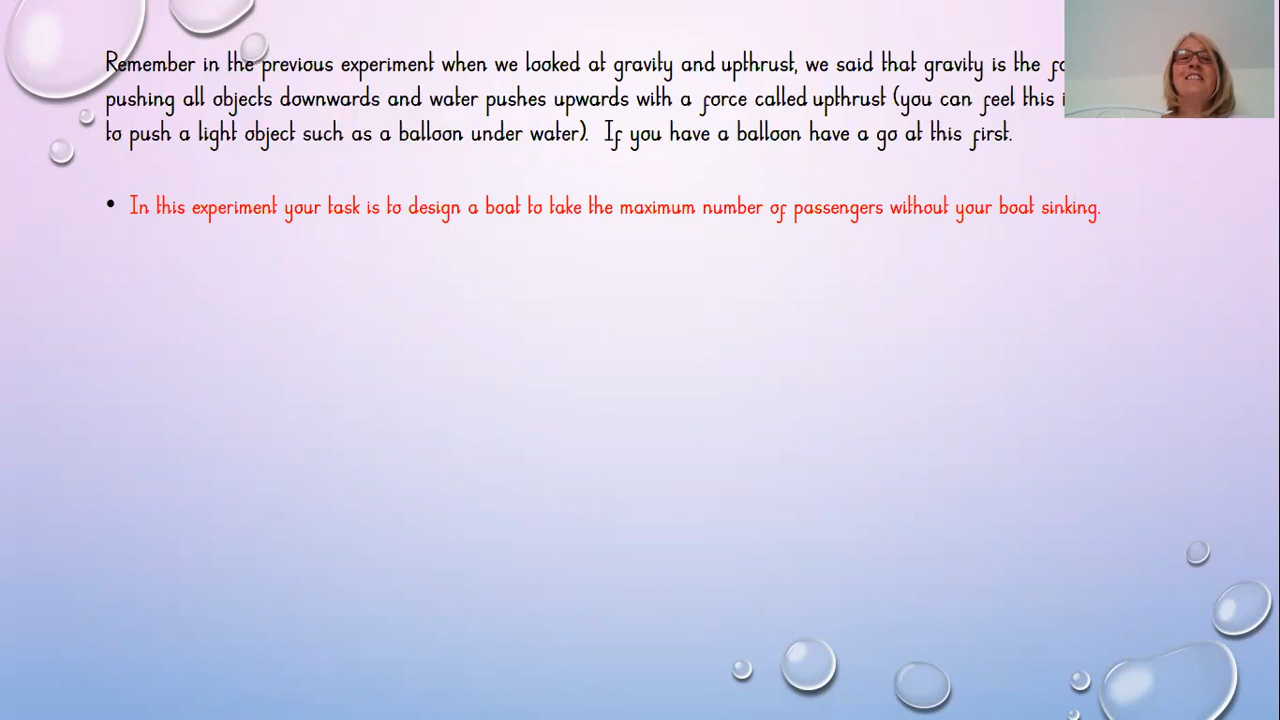 Remember in the previous experiment when we looked at gravity and upthrust, we said that gravity is the
pushing all objects downwards and water pushes upwards with a force called upthrust (you can feel this
to push a light object such as a balloon under water). If you have a balloon have a go at this first.
• In this experiment your task is to design a boat to take the maximum number of passengers without your boat sinking.